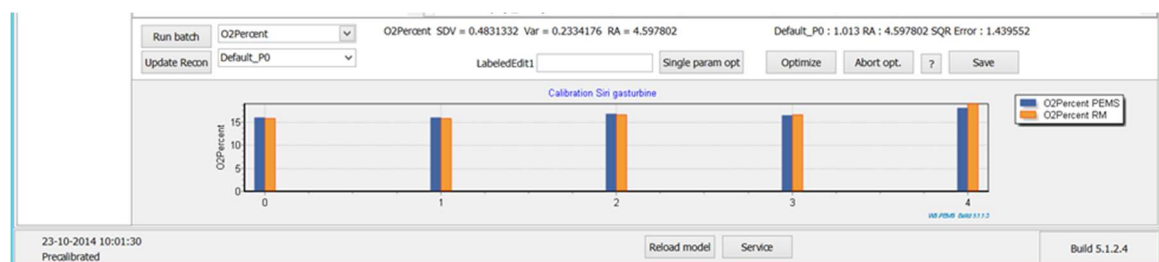 Run batch
O2Percent
O2Percent SDV = 0.4831332 Var = 0.2334176 RA = 4.597802
Default_P0 : 1.013 RA : 4.597802 SQR Error : 1.439552
Update Recon
Default_P0
LabeledEdit1
Single param opt
Optimize
Abort opt.
?
Save
Calibration Siri gasturbine
O2Percent PEMS
O2Percent RM
O2Percent
15
10
5
0
0 1 2 3 4
23-10-2014 10:01:30
Precalibrated
Reload model
Service
Build 5.1.2.4